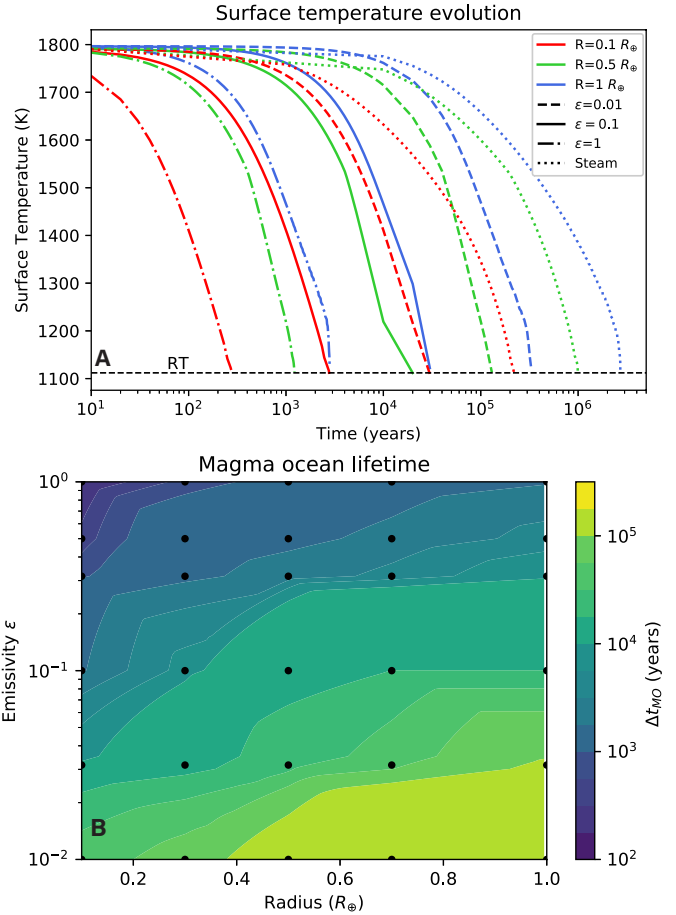 Surface temperature evolution
Surface Temperature (K)
1800
1700
1600
1500
1400
1300
1200
1100
R=0.1 R⊕
R=0.5 R⊕
R=1 R⊕
ε=0.01
ε = 0.1
ε=1
Steam
A
RT
10¹ 10² 10³ 10⁴ 10⁵ 10⁶
Time (years)
Magma ocean lifetime
Emissivity ε
10⁰
10⁻¹
10⁻²
B
0.2 0.4 0.6 0.8 1.0
Radius (R⊕)
10⁵
10⁴
10³
10²
Δt_MO (years)